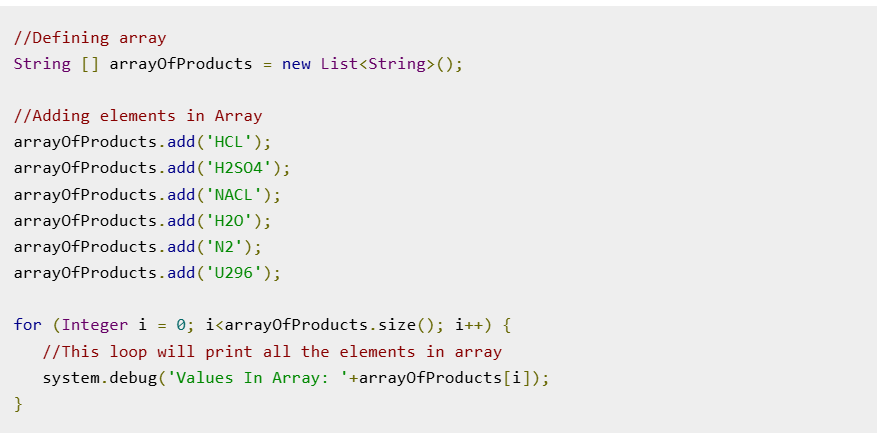 //Defining array
String [] arrayOfProducts = new List<String>();
//Adding elements in Array
arrayOfProducts.add('HCL');
arrayOfProducts.add('H2SO4');
arrayOfProducts.add('NACL');
arrayOfProducts.add('H2O');
arrayOfProducts.add('N2');
arrayOfProducts.add('U296');
for (Integer i = 0; i<arrayOfProducts.size(); i++) {
//This loop will print all the elements in array
system.debug('Values In Array: '+arrayOfProducts[i]);
}